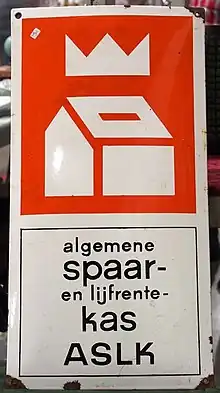 algemene
spaar-
en lijfrente-
kas
ASLK